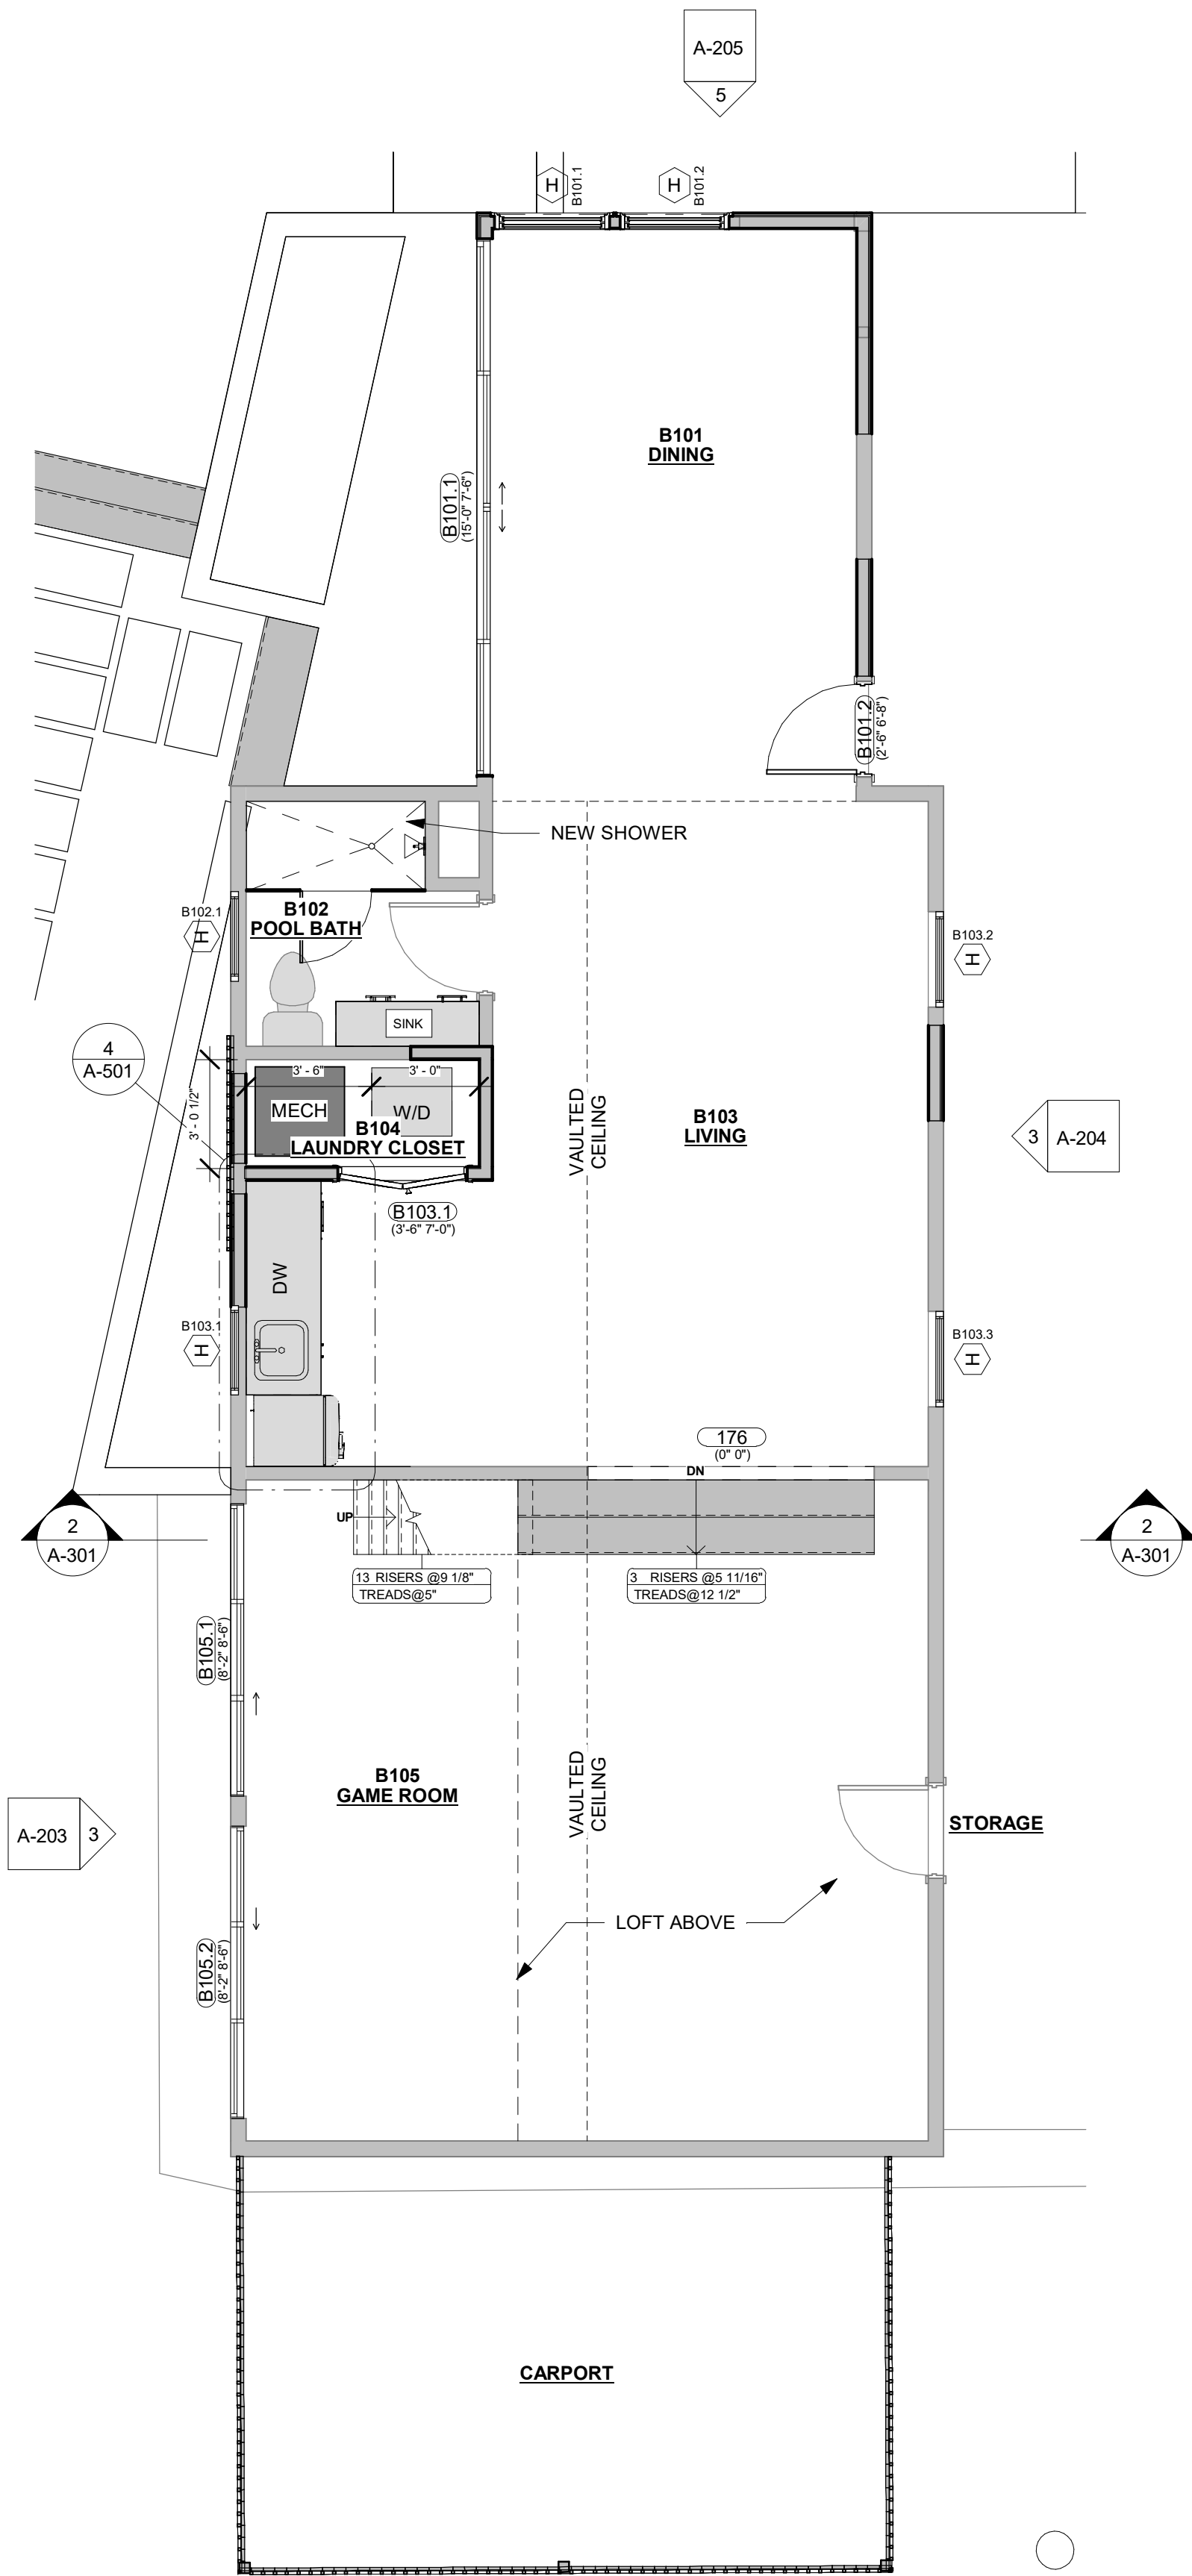 A-205
5
H
B101.1
H
B101.2
B101
DINING
B101.1
(15'-0" 7'-6")
B101.2
(2'-6" 6'-8")
NEW SHOWER
B102
POOL BATH
B102.1
H
SINK
B103.2
H
4
A-501
3' - 0 1/2"
3' - 6"
3' - 0"
MECH
W/D
B104
LAUNDRY CLOSET
VAULTED
CEILING
B103
LIVING
3
A-204
B103.1
(3'-6" 7'-0")
DW
B103.1
H
B103.3
H
176
(0" 0")
DN
UP
2
A-301
2
A-301
13 RISERS @9 1/8"
TREADS@5"
3 RISERS @5 11/16"
TREADS@12 1/2"
B105.1
(8'-2" 8'-6")
B105
GAME ROOM
VAULTED
CEILING
STORAGE
A-203
3
LOFT ABOVE
B105.2
(8'-2" 8'-6")
CARPORT